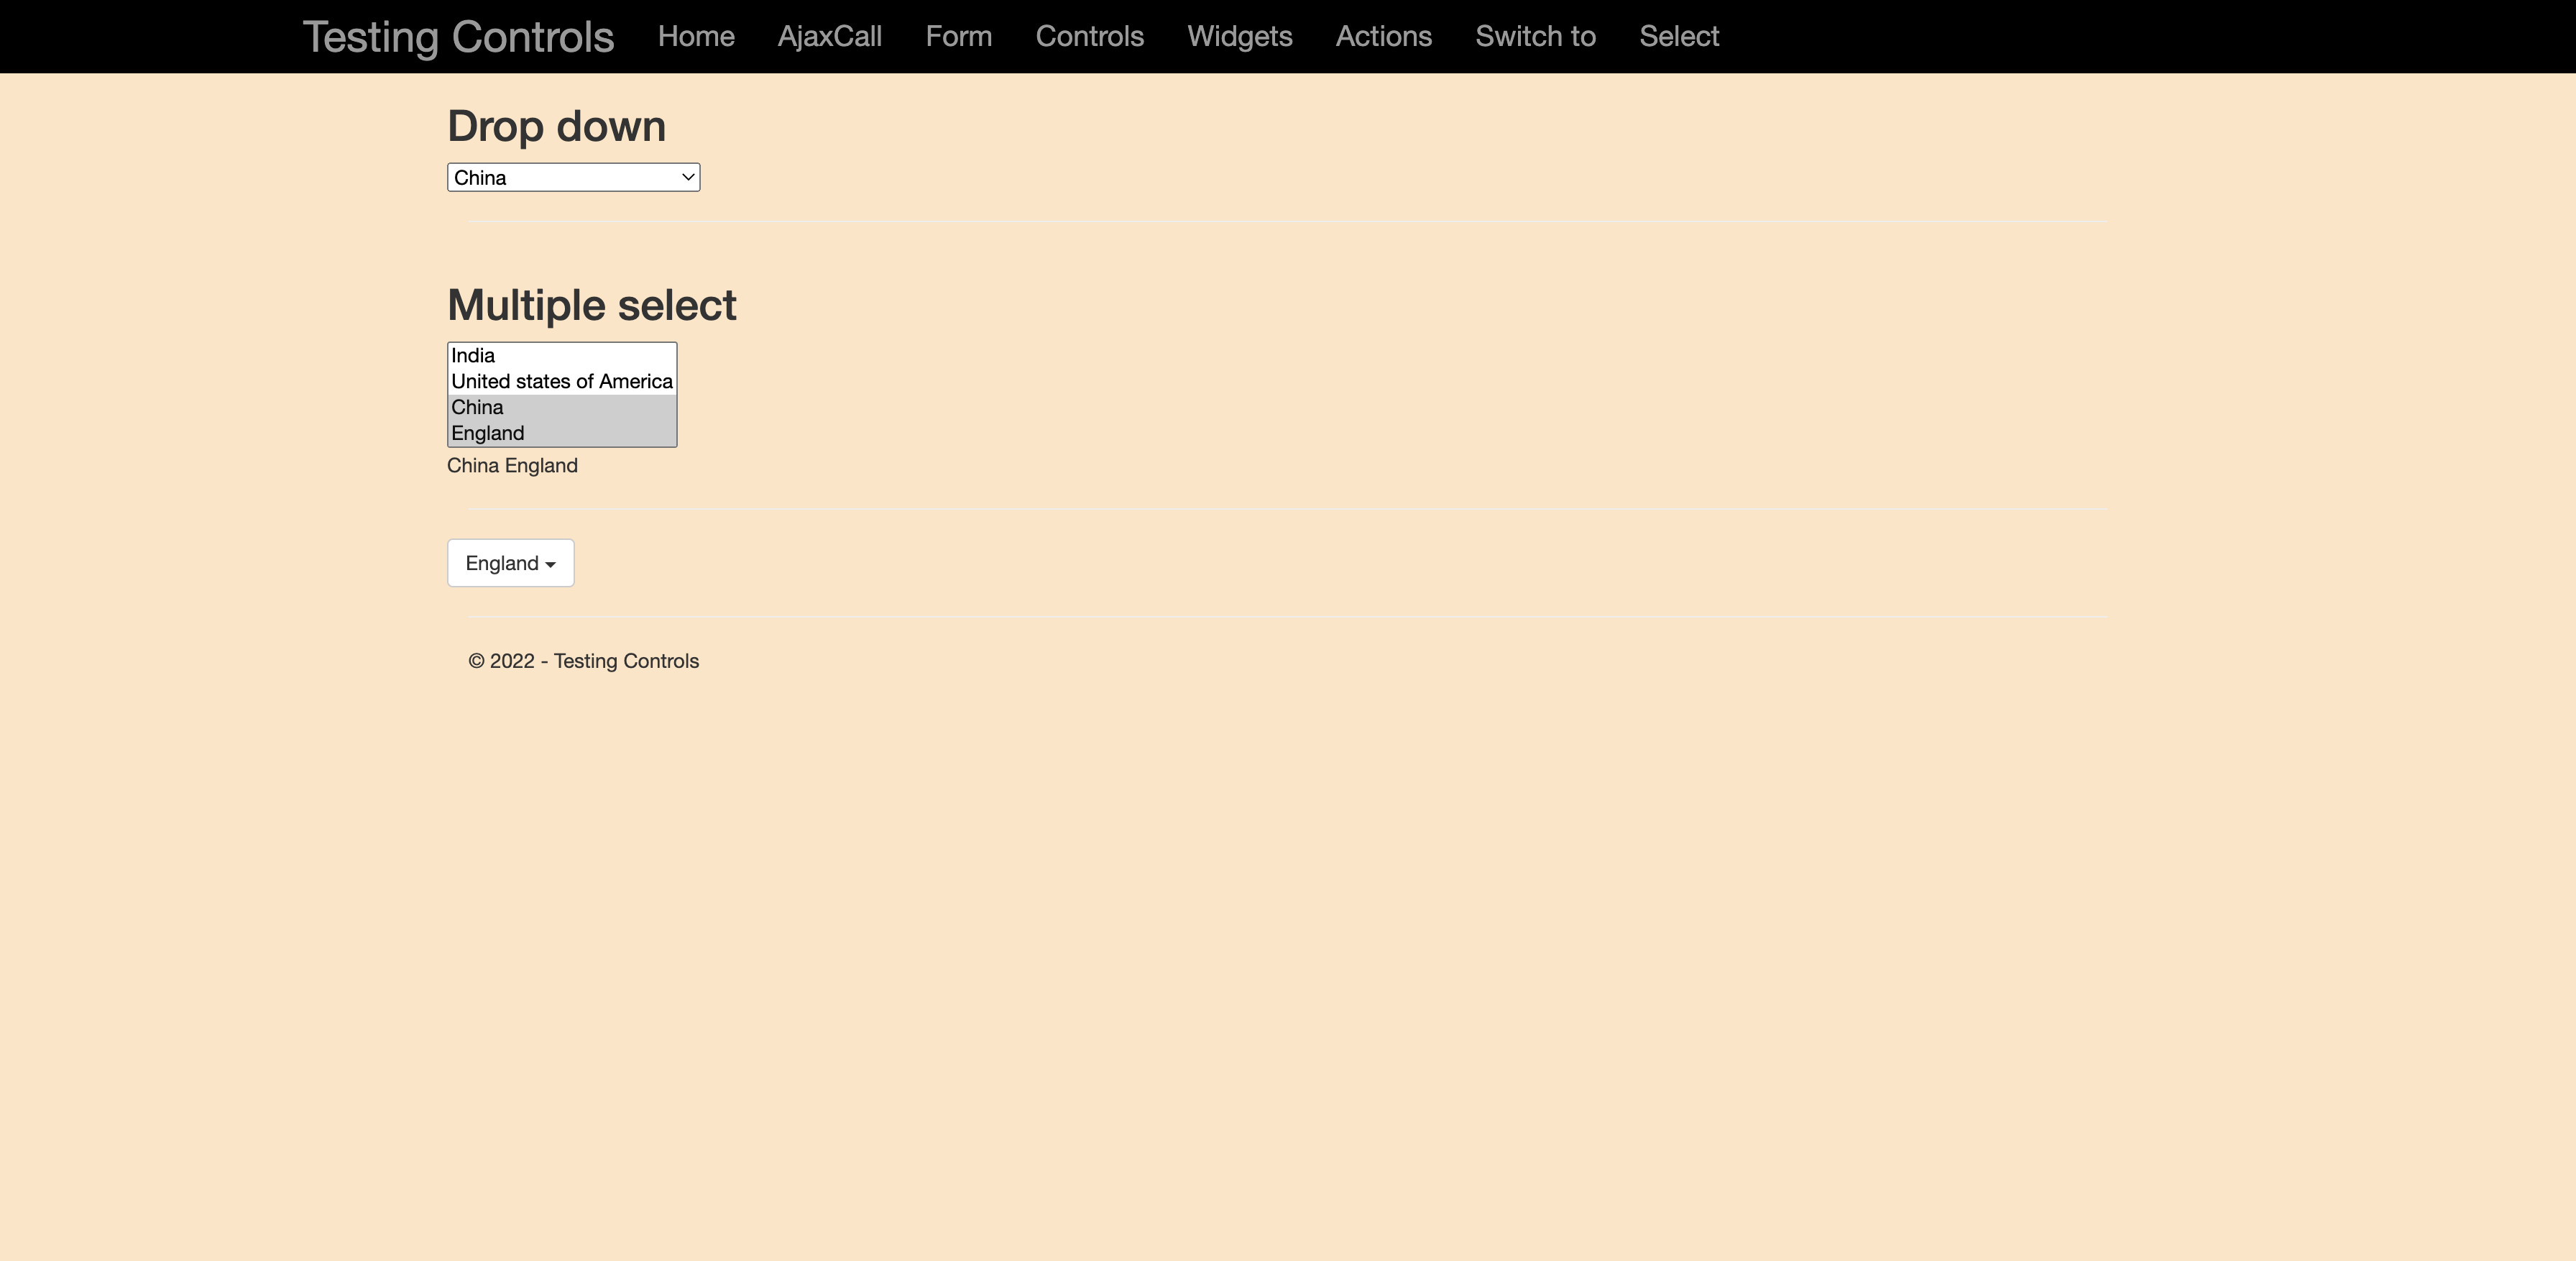 Testing Controls Home AjaxCall Form Controls Widgets Actions Switch to Select
Drop down
China
Multiple select
India
United states of America
China
England
China England
England
© 2022 - Testing Controls